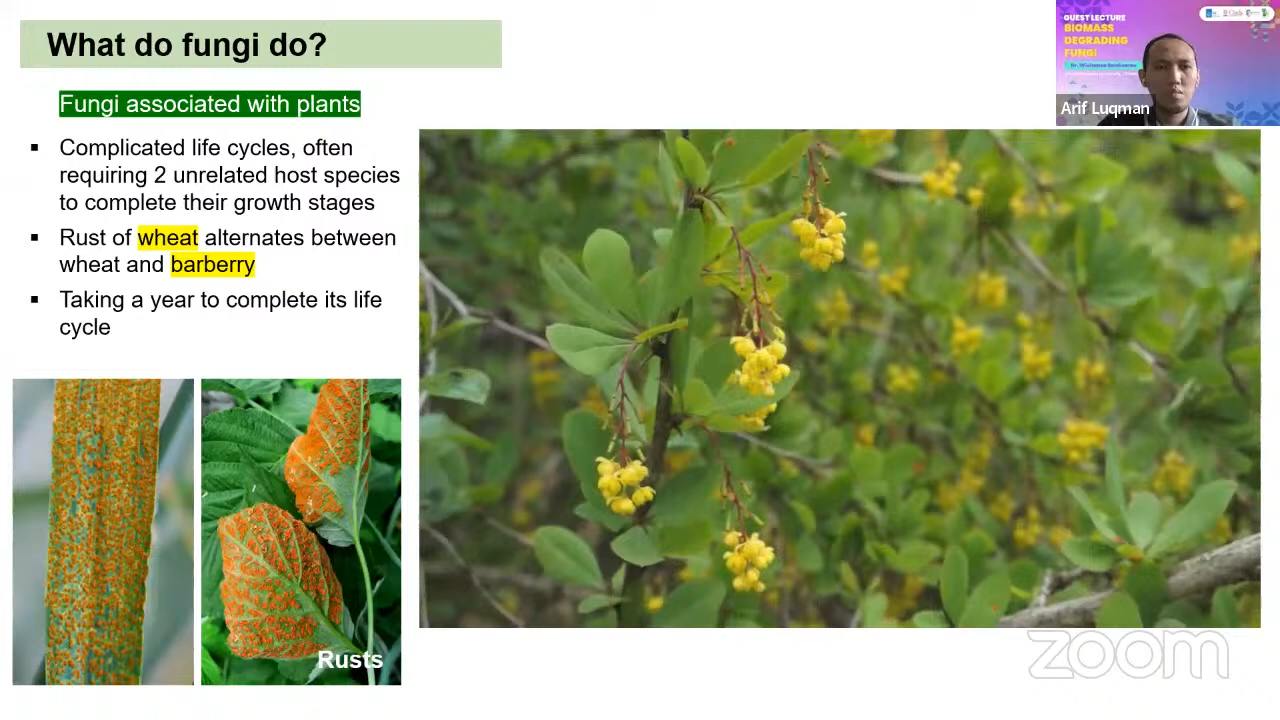 What do fungi do?
Fungi associated with plants
▪ Complicated life cycles, often
requiring 2 unrelated host species
to complete their growth stages
▪ Rust of wheat alternates between
wheat and barberry
▪ Taking a year to complete its life
cycle
Rusts
GUEST LECTURE
BIOMASS
DEGRADING
FUNGI
Arif Luqman
zoom